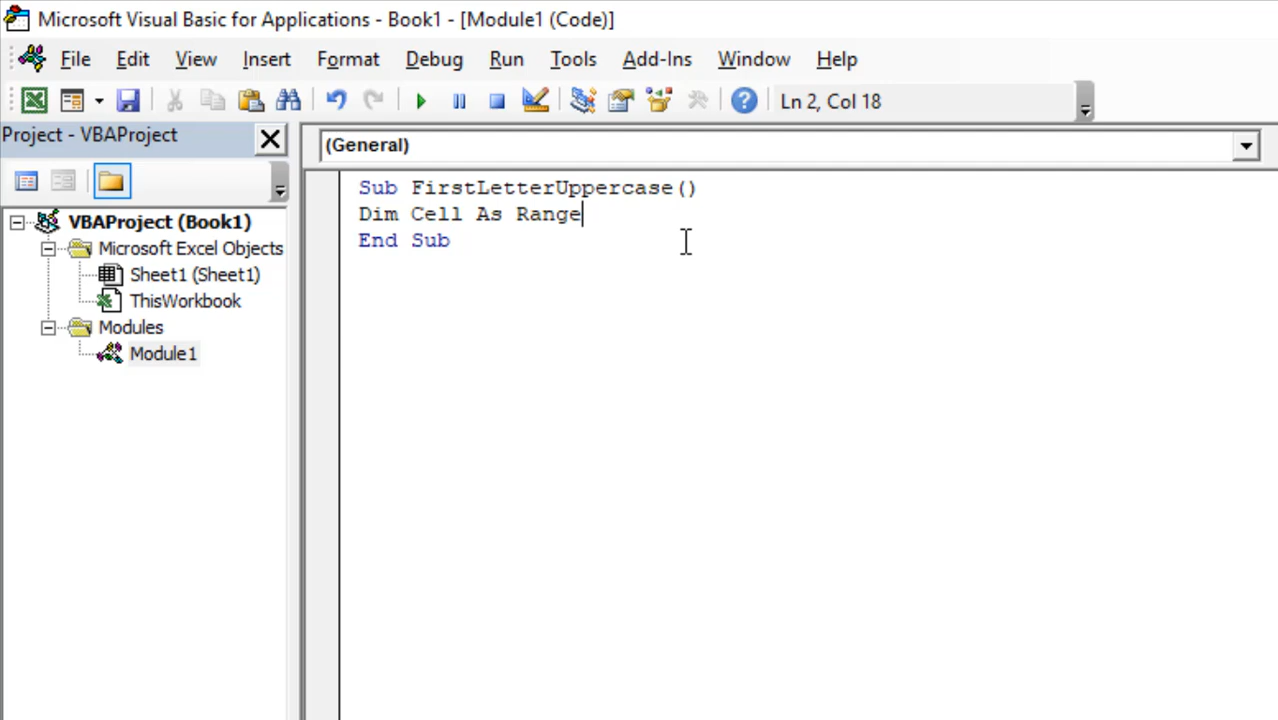 Microsoft Visual Basic for Applications - Book1 - [Module1 (Code)]
File Edit View Insert Format Debug Run Tools Add-Ins Window Help
Ln 2, Col 18
Project - VBAProject
(General)
VBAProject (Book1)
Microsoft Excel Objects
Sheet1 (Sheet1)
ThisWorkbook
Modules
Module1
Sub FirstLetterUppercase()
Dim Cell As Range
End Sub